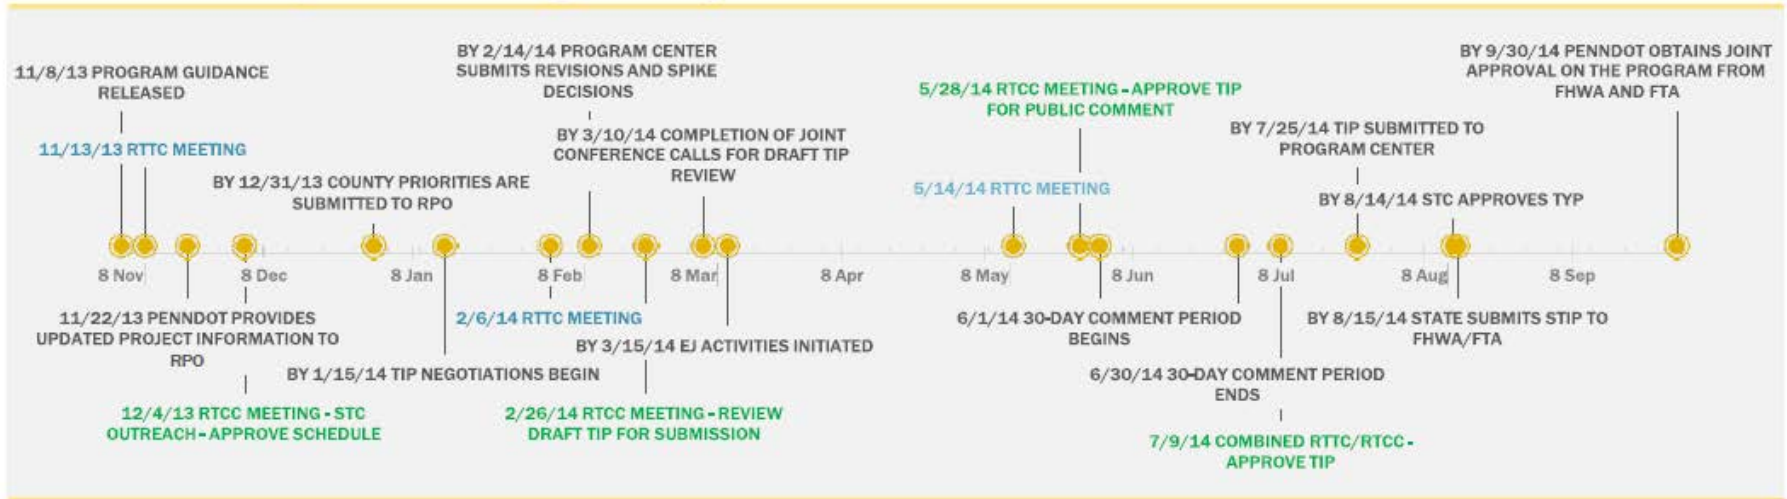 11/8/13 PROGRAM GUIDANCE
RELEASED
11/13/13 RTTC MEETING
BY 12/31/13 COUNTY PRIORITIES ARE
SUBMITTED TO RPO
BY 2/14/14 PROGRAM CENTER
SUBMITS REVISIONS AND SPIKE
DECISIONS
BY 3/10/14 COMPLETION OF JOINT
CONFERENCE CALLS FOR DRAFT TIP
REVIEW
5/28/14 RTCC MEETING - APPROVE TIP
FOR PUBLIC COMMENT
5/14/14 RTTC MEETING
BY 7/25/14 TIP SUBMITTED TO
PROGRAM CENTER
BY 8/14/14 STC APPROVES TYP
BY 9/30/14 PENNDOT OBTAINS JOINT
APPROVAL ON THE PROGRAM FROM
FHWA AND FTA
8 Nov 8 Dec 8 Jan 8 Feb 8 Mar 8 Apr 8 May 8 Jun 8 Jul 8 Aug 8 Sep
11/22/13 PENNDOT PROVIDES
UPDATED PROJECT INFORMATION TO
RPO
12/4/13 RTCC MEETING - STC
OUTREACH - APPROVE SCHEDULE
BY 1/15/14 TIP NEGOTIATIONS BEGIN
2/6/14 RTTC MEETING
BY 3/15/14 EJ ACTIVITIES INITIATED
2/26/14 RTCC MEETING - REVIEW
DRAFT TIP FOR SUBMISSION
6/1/14 30-DAY COMMENT PERIOD
BEGINS
6/30/14 30-DAY COMMENT PERIOD
ENDS
7/9/14 COMBINED RTTC/RTCC -
APPROVE TIP
BY 8/15/14 STATE SUBMITS STIP TO
FHWA/FTA